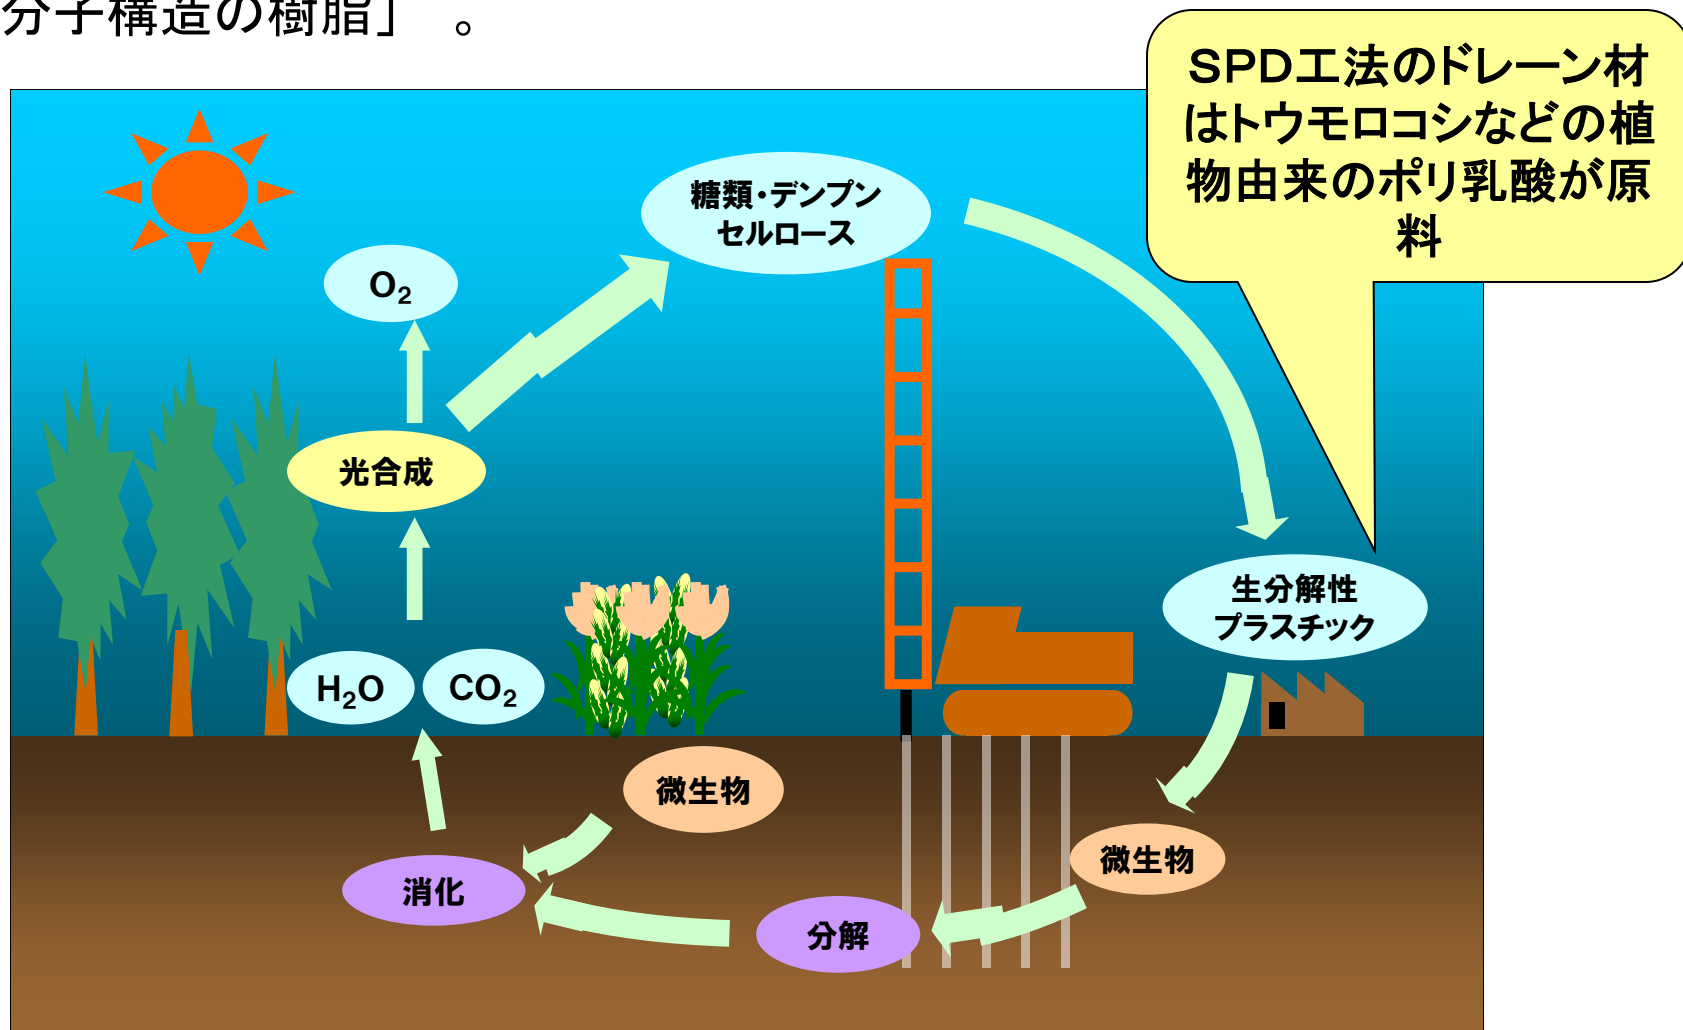 分子構造の樹脂」 。
SPD工法のドレーン材
はトウモロコシなどの植
物由来のポリ乳酸が原
料
糖類・デンプン
セルロース
O₂
光合成
生分解性
プラスチック
H₂O
CO₂
微生物
微生物
消化
分解